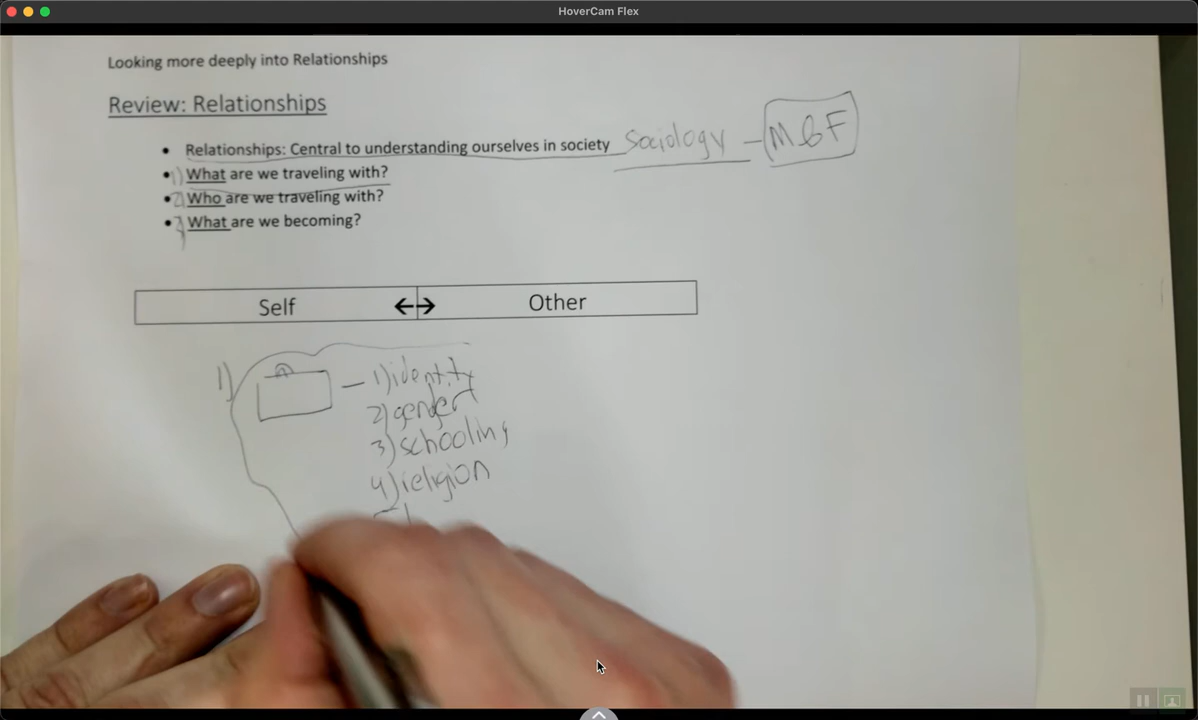 HoverCam Flex
Looking more deeply into Relationships
Review: Relationships
• Relationships: Central to understanding ourselves in society Sociology - M&F
• 1) What are we traveling with?
• 2) Who are we traveling with?
• 3) What are we becoming?
Self ←→ Other
1) — 1) identity
2) gender
3) schooling
4) religion